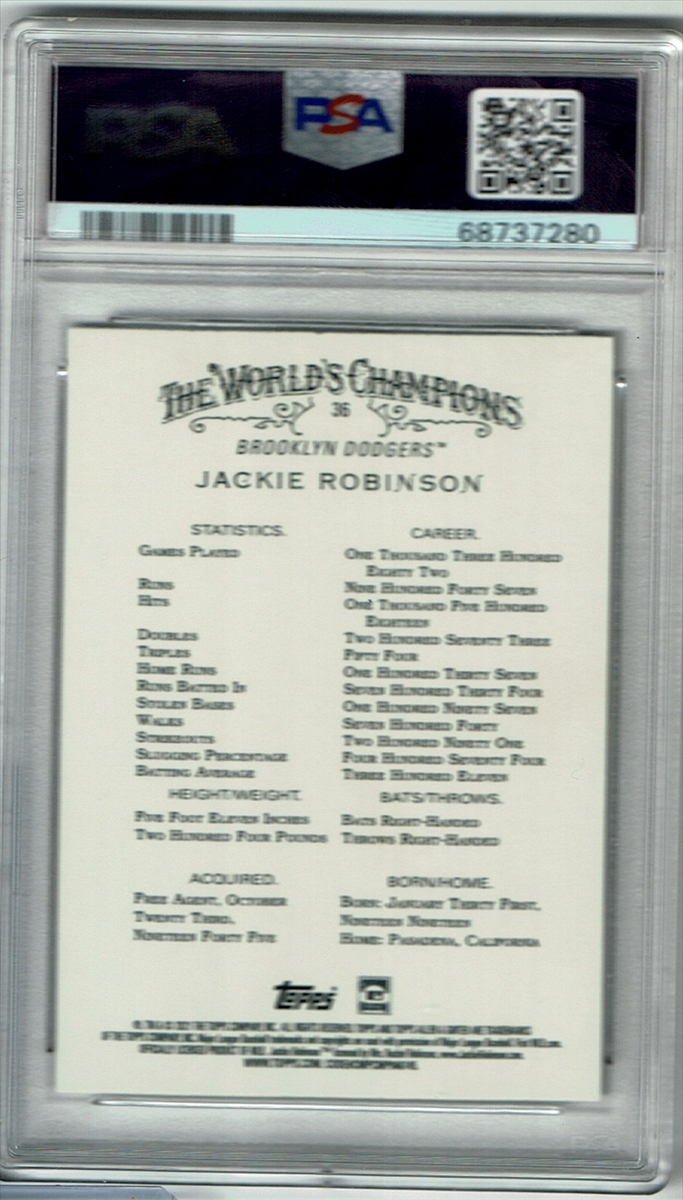 PSA
PSA
68737280
THE WORLD'S CHAMPIONS
36
BROOKLYN DODGERS™
JACKIE ROBINSON
STATISTICS. CAREER.
GAMES PLAYED ONE THOUSAND THREE HUNDRED
EIGHTY TWO
RUNS NINE HUNDRED FORTY SEVEN
HITS ONE THOUSAND FIVE HUNDRED
EIGHTEEN
DOUBLES TWO HUNDRED SEVENTY THREE
TRIPLES FIFTY FOUR
HOME RUNS ONE HUNDRED THIRTY SEVEN
RUNS BATTED IN SEVEN HUNDRED THIRTY FOUR
STOLEN BASES ONE HUNDRED NINETY SEVEN
WALKS SEVEN HUNDRED FORTY
STRIKEOUTS TWO HUNDRED NINETY ONE
SLUGGING PERCENTAGE FOUR HUNDRED SEVENTY FOUR
BATTING AVERAGE THREE HUNDRED ELEVEN
HEIGHT/WEIGHT. BATS/THROWS.
FIVE FOOT ELEVEN INCHES BATS RIGHT-HANDED
TWO HUNDRED FOUR POUNDS THROWS RIGHT-HANDED
ACQUIRED. BORN/HOME.
FREE AGENT, OCTOBER BORN: JANUARY THIRTY FIRST,
TWENTY THIRD, NINETEEN NINETEEN
NINETEEN FORTY FIVE HOME: PASADENA, CALIFORNIA
Topps